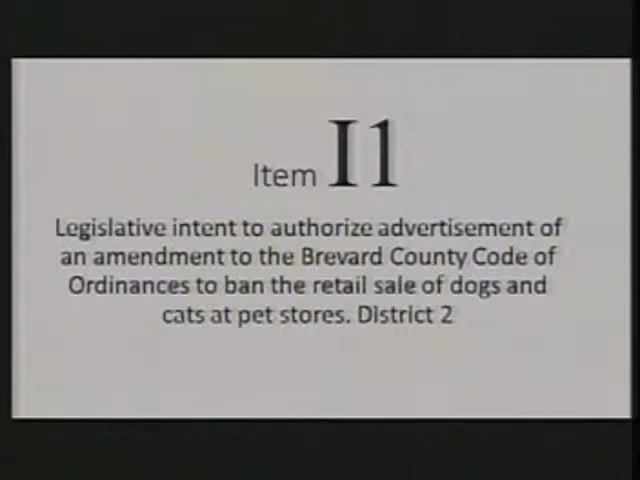 Item I1
Legislative intent to authorize advertisement of
an amendment to the Brevard County Code of
Ordinances to ban the retail sale of dogs and
cats at pet stores. District 2